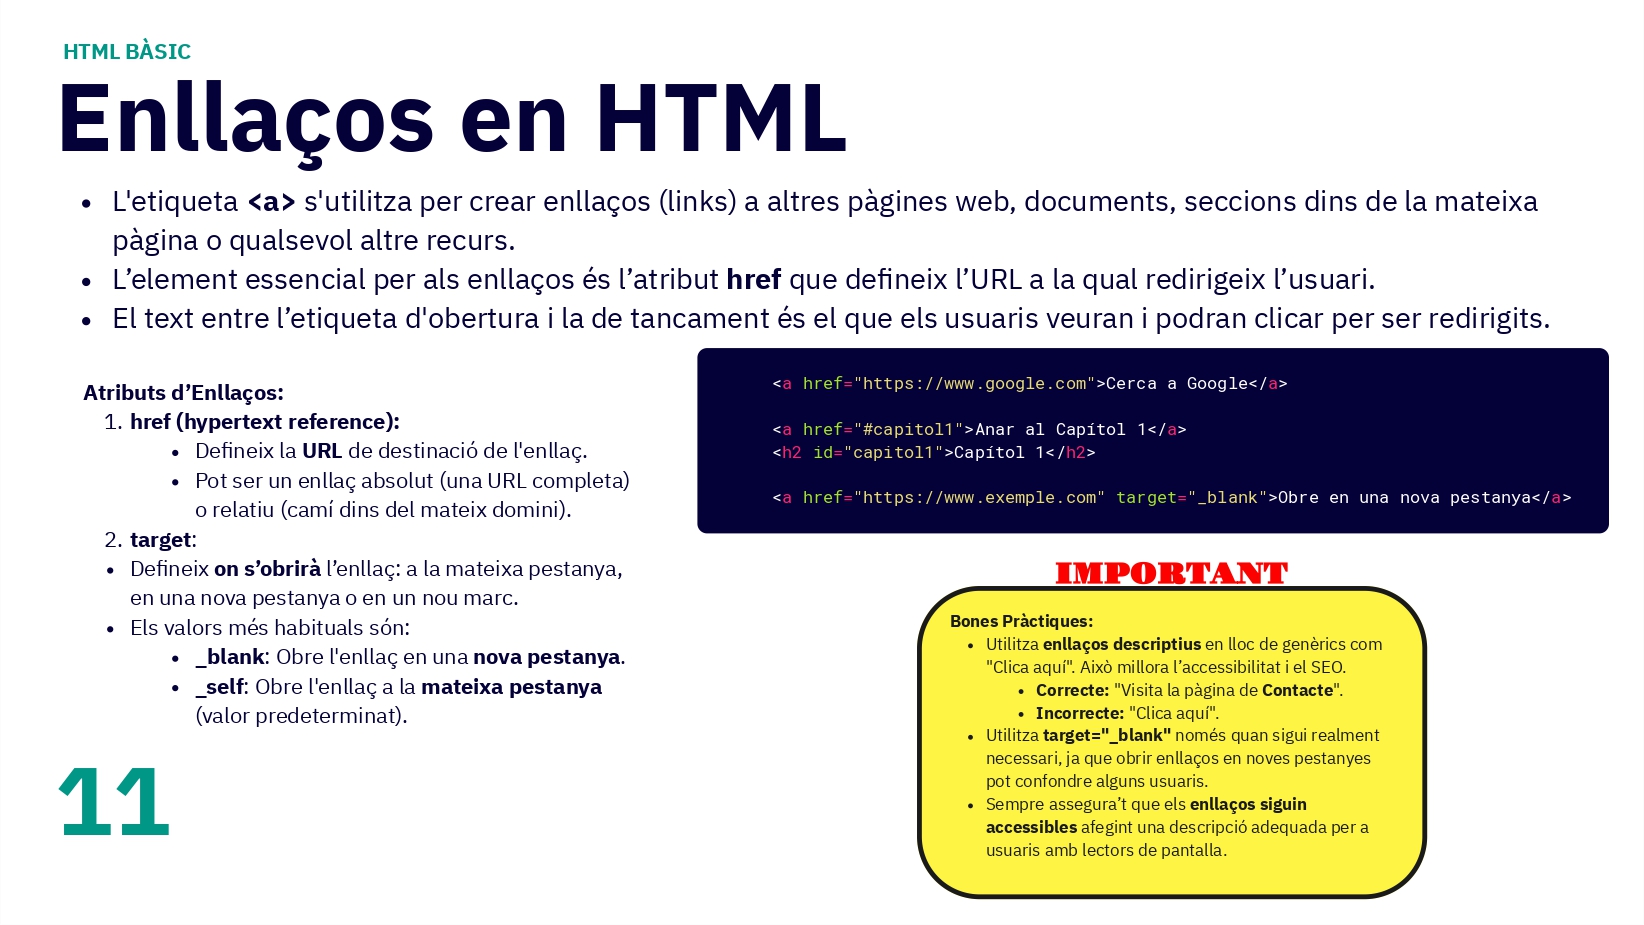 HTML BÀSIC
Enllaços en HTML
• L'etiqueta <a> s'utilitza per crear enllaços (links) a altres pàgines web, documents, seccions dins de la mateixa
pàgina o qualsevol altre recurs.
• L’element essencial per als enllaços és l’atribut href que defineix l’URL a la qual redirigeix l’usuari.
• El text entre l’etiqueta d'obertura i la de tancament és el que els usuaris veuran i podran clicar per ser redirigits.
Atributs d’Enllaços:
1. href (hypertext reference):
• Defineix la URL de destinació de l'enllaç.
• Pot ser un enllaç absolut (una URL completa)
o relatiu (camí dins del mateix domini).
2. target:
• Defineix on s’obrirà l’enllaç: a la mateixa pestanya,
en una nova pestanya o en un nou marc.
• Els valors més habituals són:
• _blank: Obre l'enllaç en una nova pestanya.
• _self: Obre l'enllaç a la mateixa pestanya
(valor predeterminat).
<a href="https://www.google.com">Cerca a Google</a>
<a href="#capitol1">Anar al Capítol 1</a>
<h2 id="capitol1">Capítol 1</h2>
<a href="https://www.exemple.com" target="_blank">Obre en una nova pestanya</a>
IMPORTANT
Bones Pràctiques:
• Utilitza enllaços descriptius en lloc de genèrics com
"Clica aquí". Això millora l’accessibilitat i el SEO.
• Correcte: "Visita la pàgina de Contacte".
• Incorrecte: "Clica aquí".
• Utilitza target="_blank" només quan sigui realment
necessari, ja que obrir enllaços en noves pestanyes
pot confondre alguns usuaris.
• Sempre assegura’t que els enllaços siguin
accessibles afegint una descripció adequada per a
usuaris amb lectors de pantalla.
11